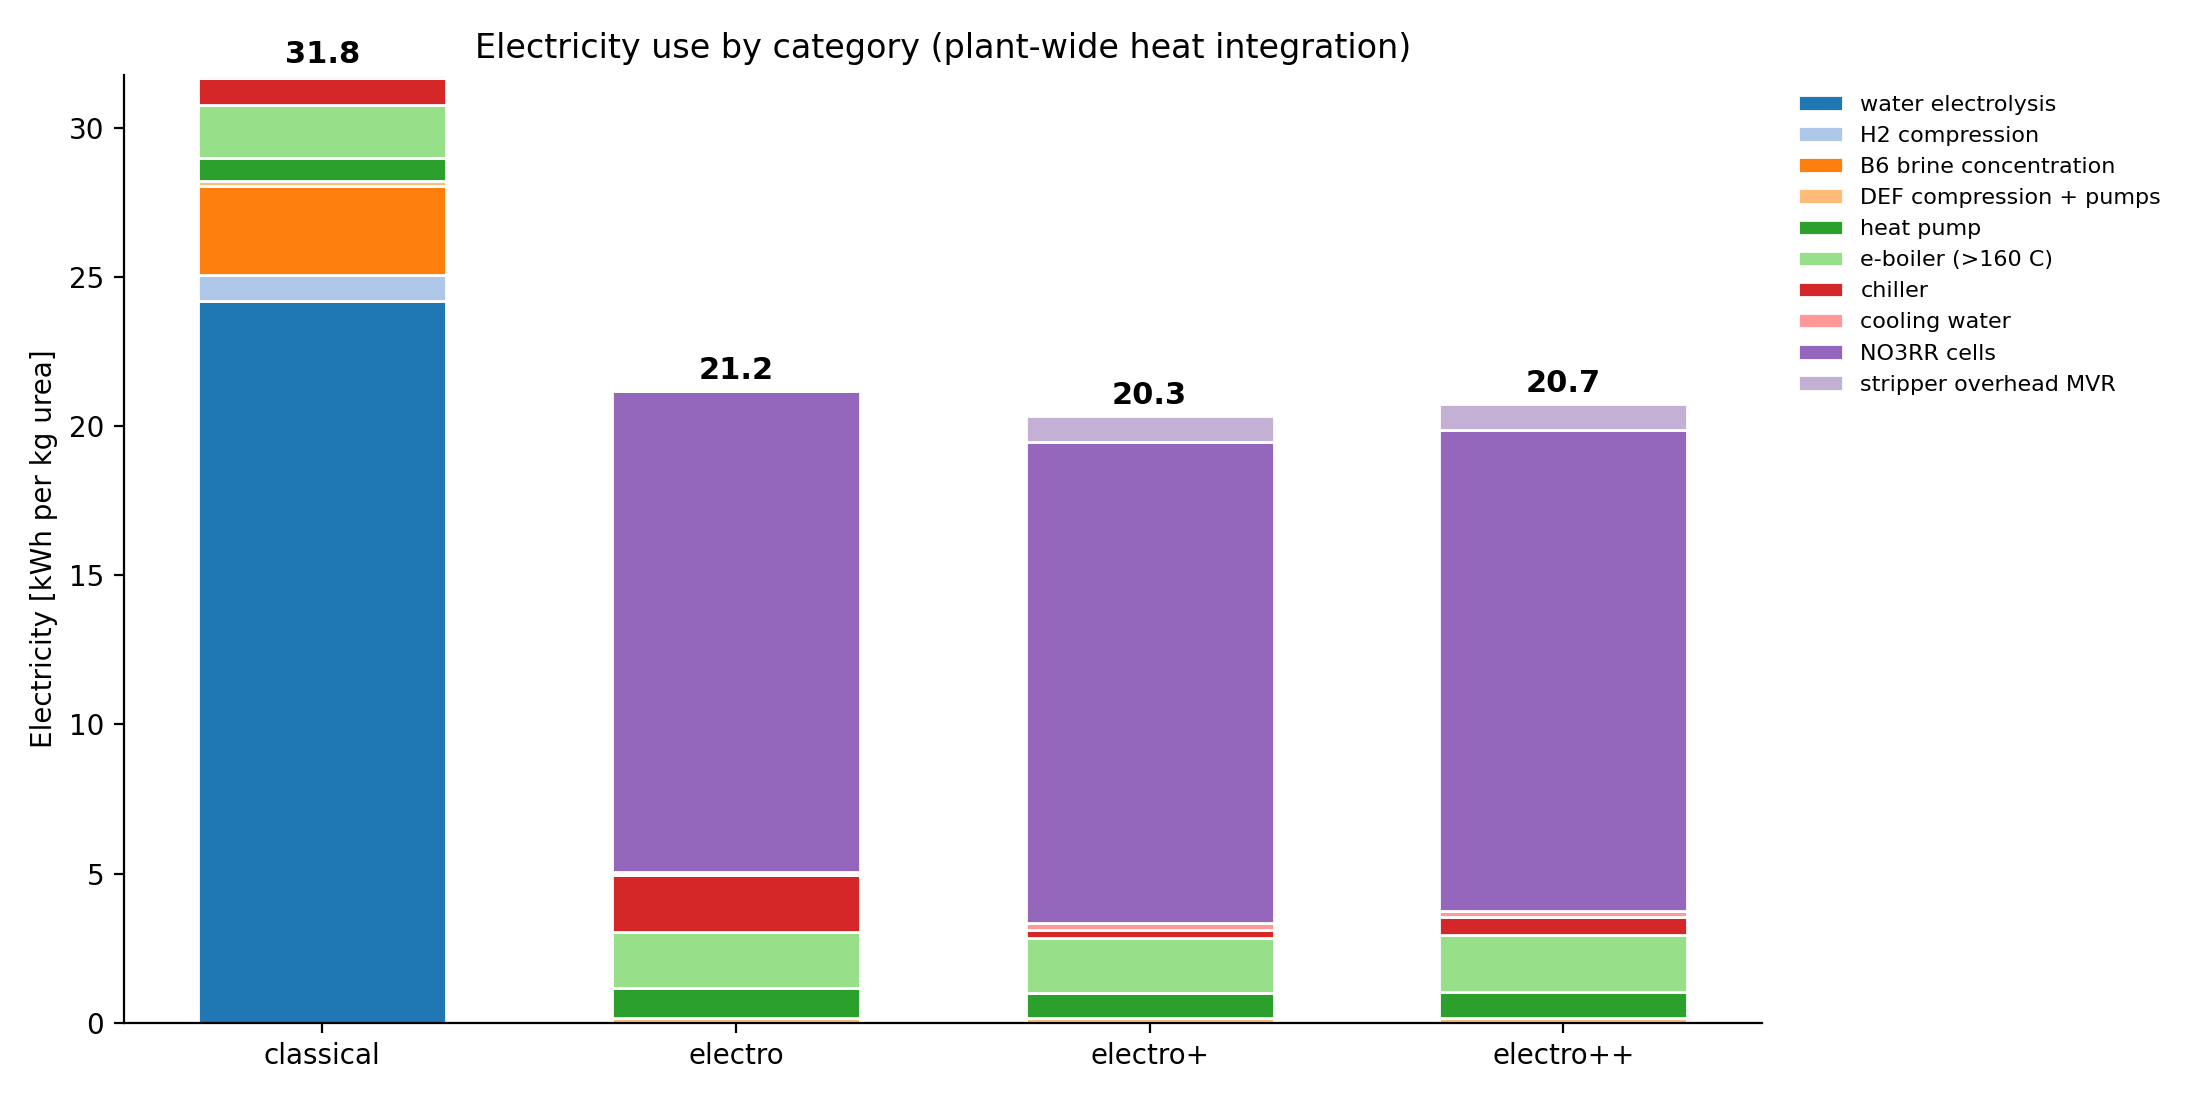 Electricity use by category (plant-wide heat integration)
31.8
21.2
20.3
20.7
Electricity [kWh per kg urea]
30
25
20
15
10
5
0
classical
electro
electro+
electro++
water electrolysis
H2 compression
B6 brine concentration
DEF compression + pumps
heat pump
e-boiler (>160 C)
chiller
cooling water
NO3RR cells
stripper overhead MVR